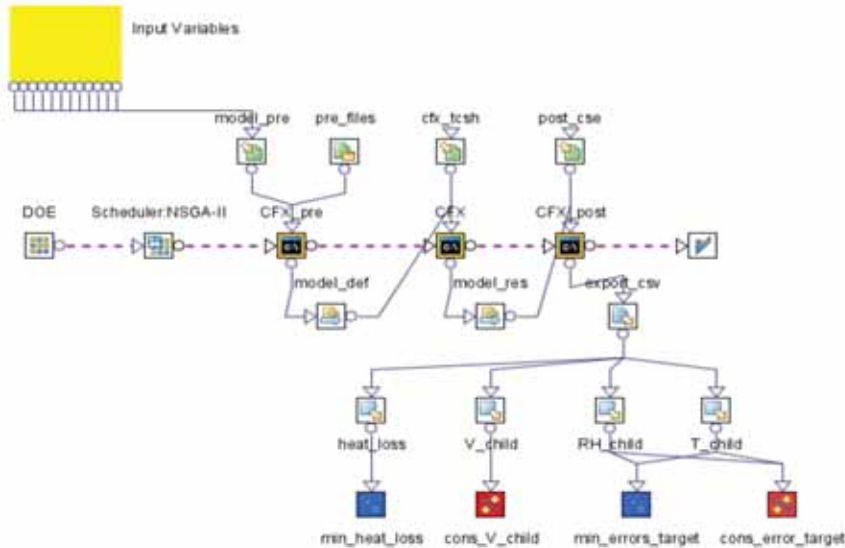 Input Variables
model_pre
pre_files
cfx_tcsh
post_cse
DOE
Scheduler:NSGA-II
CFX_pre
CFX
CFX_post
model_def
model_res
export_csv
heat_loss
V_child
RH_child
T_child
min_heat_loss
cons_V_child
min_errors_target
cons_error_target